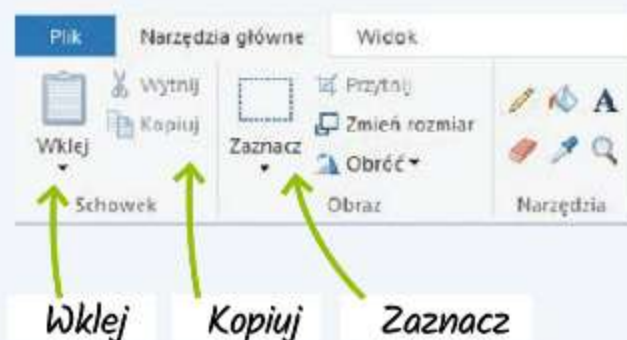 Plik Narzędzia główne Widok
Wytnij
Kopiuj
Wklej
Przytnij
Zmień rozmiar
Obróć
Zaznacz
A
Schowek Obraz Narzędzia
Wklej Kopiuj Zaznacz